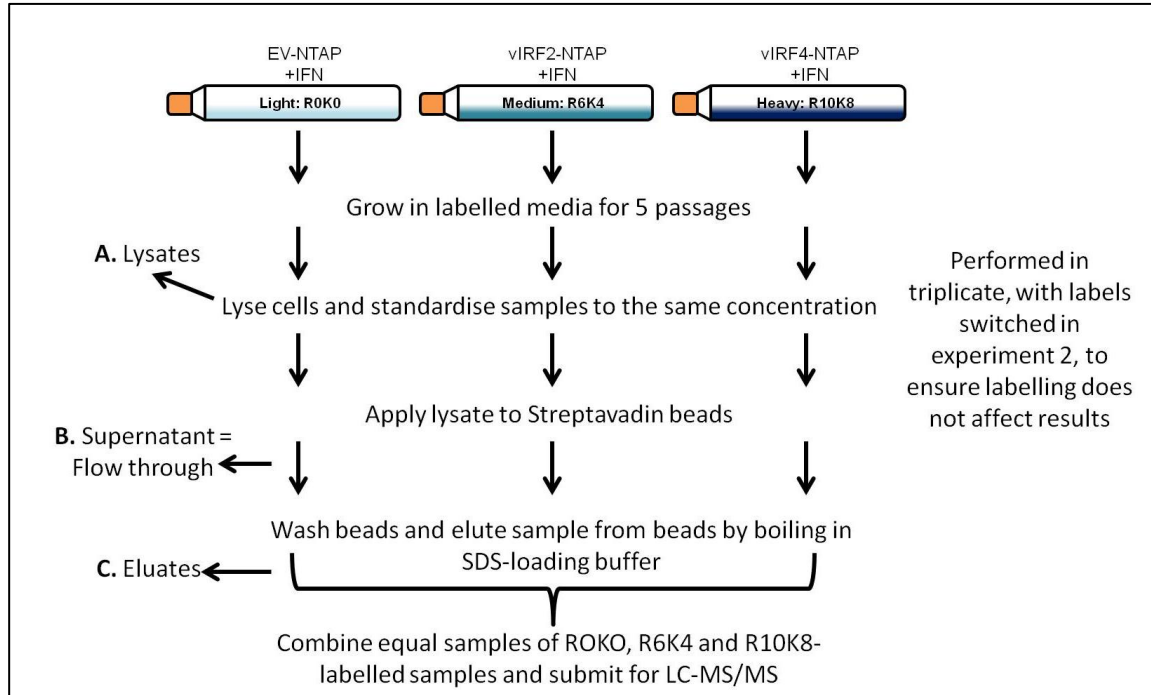 EV-NTAP
+IFN
vIRF2-NTAP
+IFN
vIRF4-NTAP
+IFN
Light: R0K0
Medium: R6K4
Heavy: R10K8
Grow in labelled media for 5 passages
A. Lysates
Lyse cells and standardise samples to the same concentration
Performed in
triplicate, with labels
switched in
experiment 2, to
ensure labelling does
not affect results
Apply lysate to Streptavadin beads
B. Supernatant =
Flow through
Wash beads and elute sample from beads by boiling in
SDS-loading buffer
C. Eluates
Combine equal samples of ROKO, R6K4 and R10K8-
labelled samples and submit for LC-MS/MS